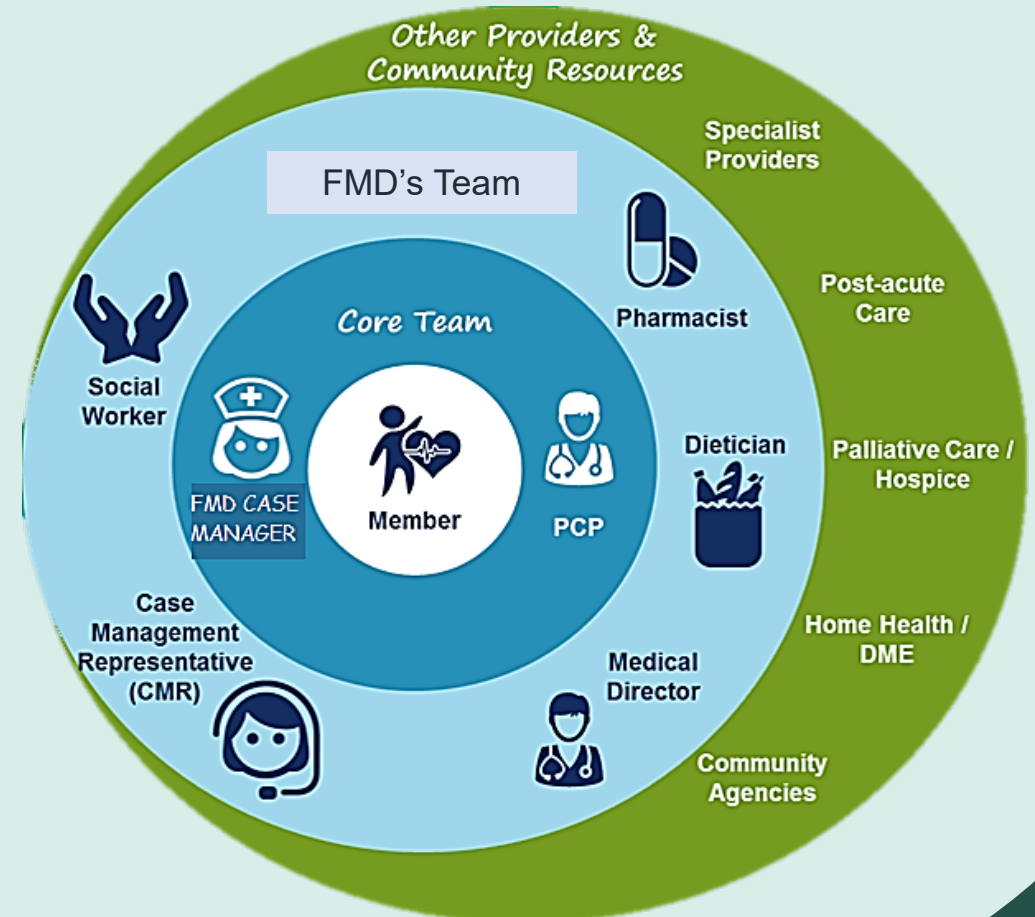 Other Providers &
Community Resources
Specialist
Providers
FMD's Team
Pharmacist
Post-acute
Care
Core Team
Social
Worker
Dietician
Palliative Care /
Hospice
FMD CASE
MANAGER
Member
PCP
Case
Management
Representative
(CMR)
Medical
Director
Home Health /
DME
Community
Agencies